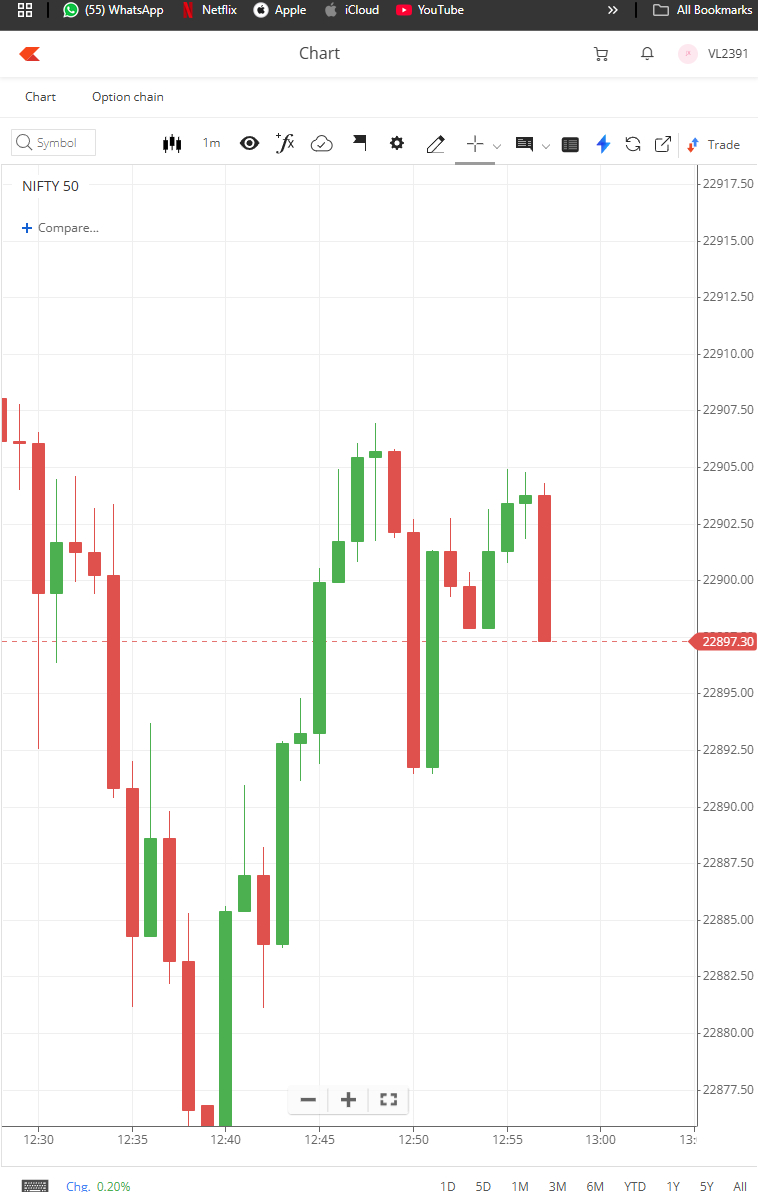 (55) WhatsApp Netflix Apple iCloud YouTube » All Bookmarks
Chart VL2391
Chart Option chain
Symbol 1m Trade
NIFTY 50
+ Compare...
22917.50
22915.00
22912.50
22910.00
22907.50
22905.00
22902.50
22900.00
22897.30
22895.00
22892.50
22890.00
22887.50
22885.00
22882.50
22880.00
22877.50
12:30 12:35 12:40 12:45 12:50 12:55 13:00
Chg. 0.20% 1D 5D 1M 3M 6M YTD 1Y 5Y All